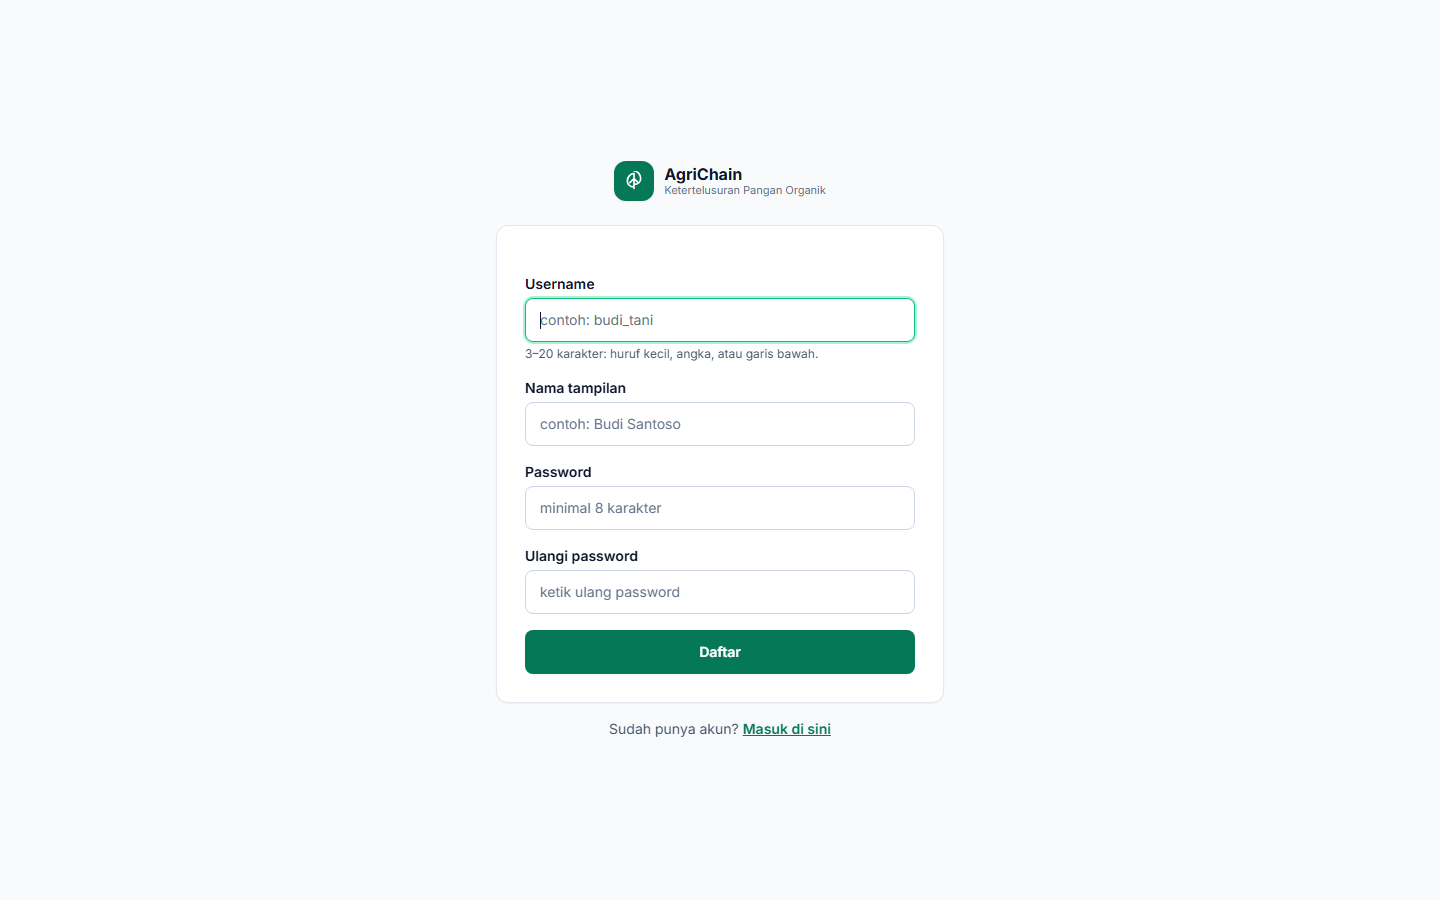 AgriChain
Ketertelusuran Pangan Organik
Username
contoh: budi_tani
3–20 karakter: huruf kecil, angka, atau garis bawah.
Nama tampilan
contoh: Budi Santoso
Password
minimal 8 karakter
Ulangi password
ketik ulang password
Daftar
Sudah punya akun? Masuk di sini